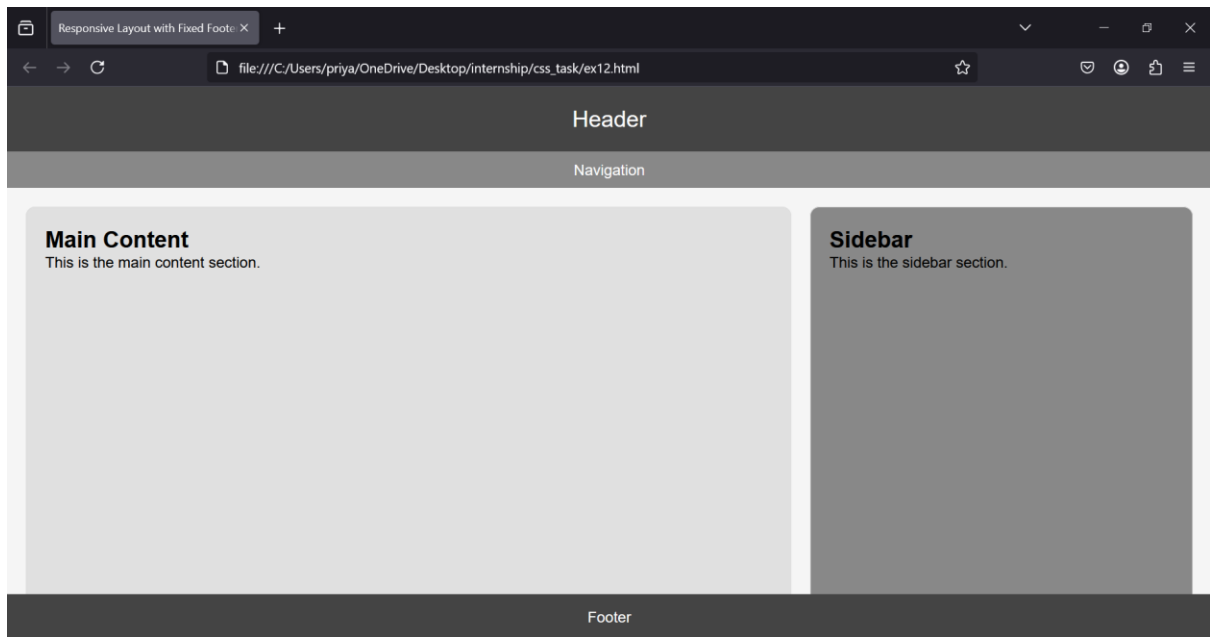 Responsive Layout with Fixed Foote
file:///C:/Users/priya/OneDrive/Desktop/internship/css_task/ex12.html
Header
Navigation
Main Content
This is the main content section.
Sidebar
This is the sidebar section.
Footer